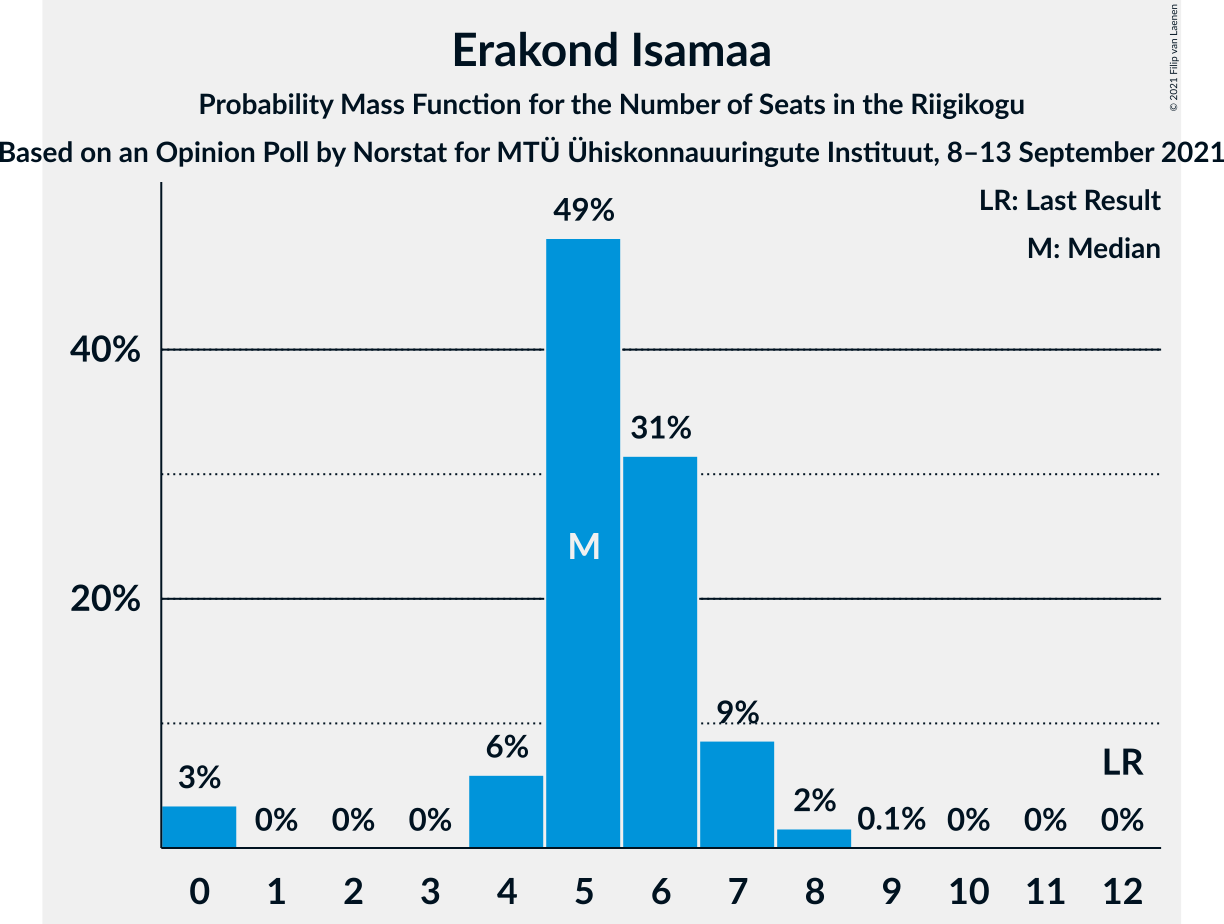 Erakond Isamaa
Probability Mass Function for the Number of Seats in the Riigikogu
Based on an Opinion Poll by Norstat for MTÜ Ühiskonnauuringute Instituut, 8–13 September 2021
© 2021 Filip van Laenen
LR: Last Result
M: Median
49%
40%
31%
M
20%
9%
6%
LR
3%
0% 0% 0% 2% 0.1% 0% 0% 0%
0 1 2 3 4 5 6 7 8 9 10 11 12